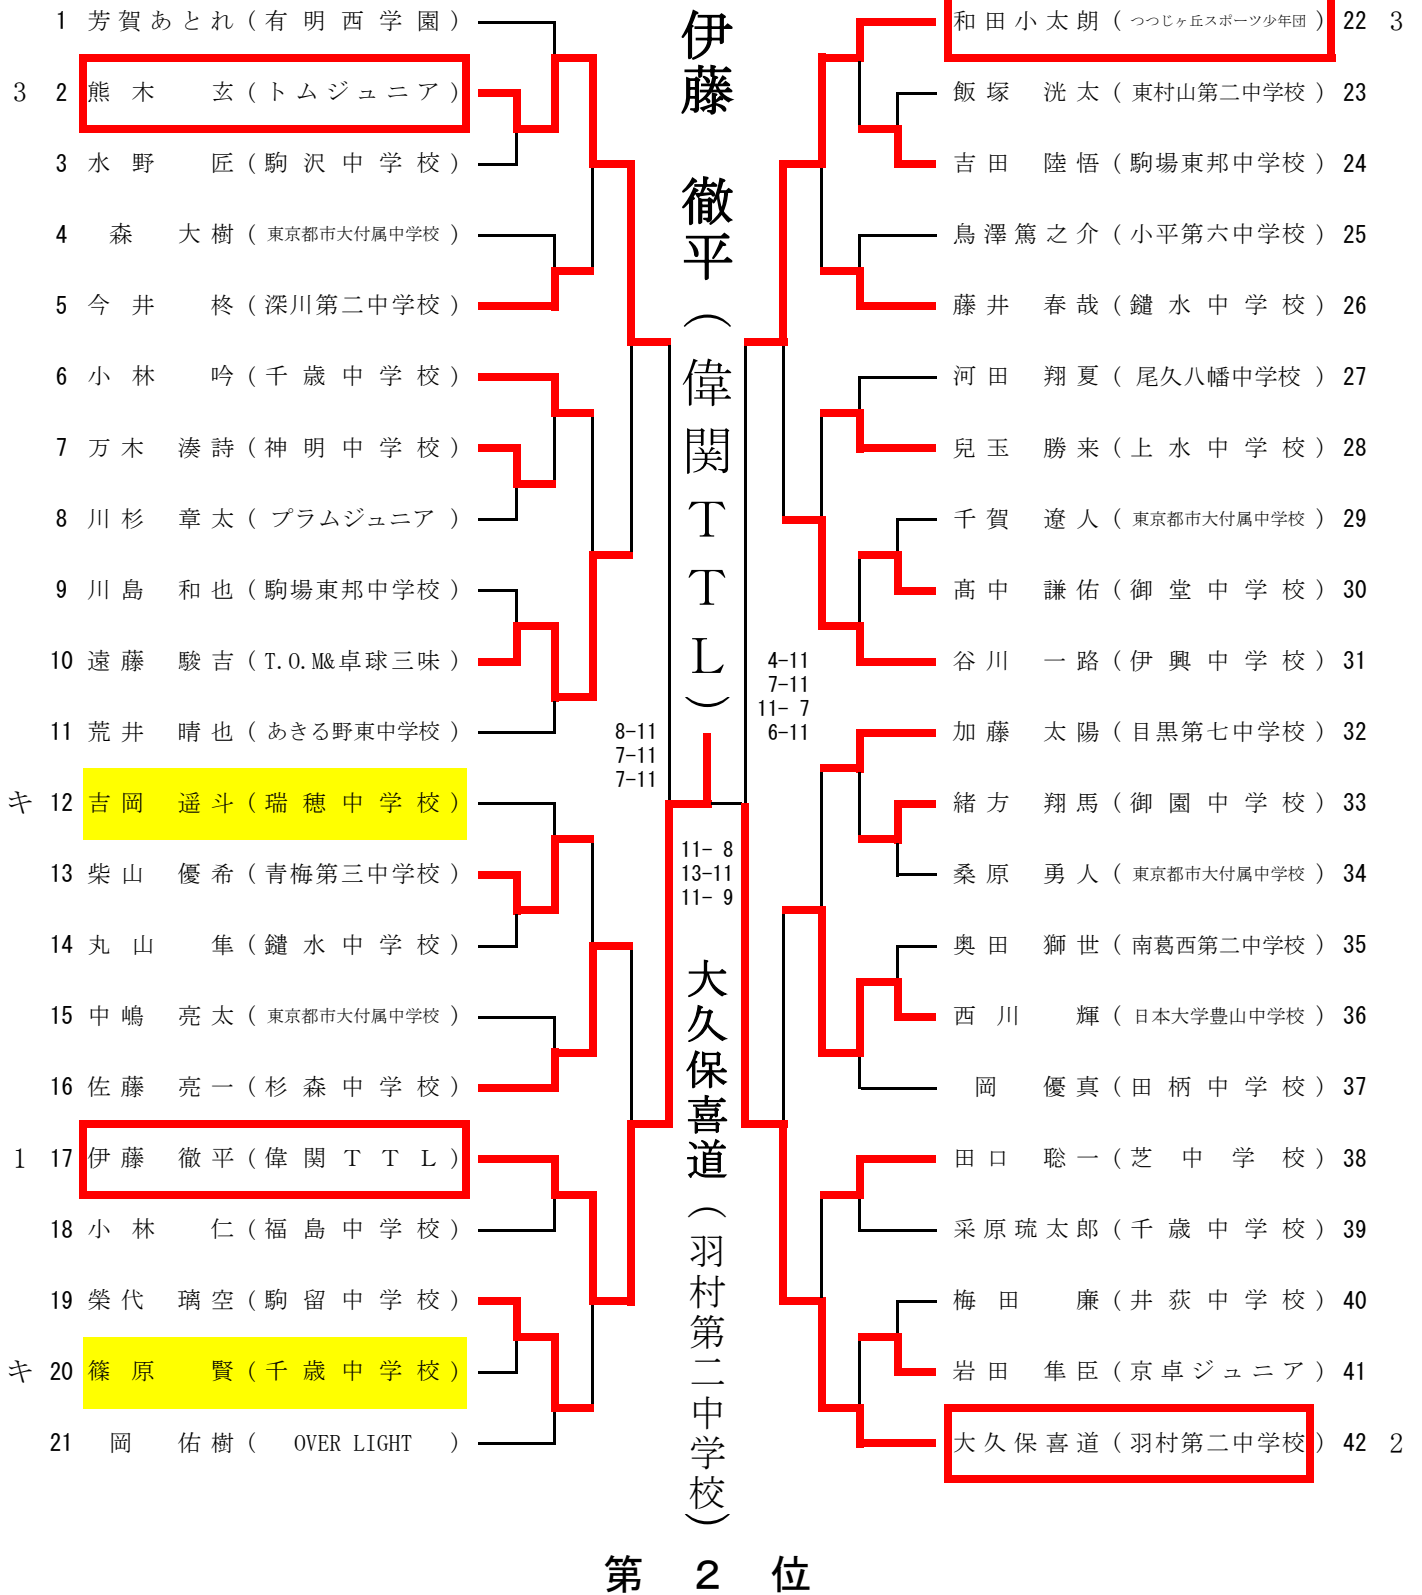 1 芳賀あとれ(有明西学園)
3 2 熊木 玄(トムジュニア)
3 水野 匠(駒沢中学校)
4 森 大樹(東京都市大付属中学校)
5 今井 柊(深川第二中学校)
6 小林 吟(千歳中学校)
7 万木 湊詩(神明中学校)
8 川杉 章太(プラムジュニア)
9 川島 和也(駒場東邦中学校)
10 遠藤 駿吉(T.O.M&卓球三味)
11 荒井 晴也(あきる野東中学校)
キ 12 吉岡 遥斗(瑞穂中学校)
13 柴山 優希(青梅第三中学校)
14 丸山 隼(鑓水中学校)
15 中嶋 亮太(東京都市大付属中学校)
16 佐藤 亮一(杉森中学校)
1 17 伊藤 徹平(偉関TTL)
18 小林 仁(福島中学校)
19 榮代 璃空(駒留中学校)
キ 20 篠原 賢(千歳中学校)
21 岡 佑樹(OVER LIGHT)
伊藤 徹平(偉関TTL)
8-11
7-11
7-11
4-11
7-11
11- 7
6-11
11- 8
13-11
11- 9
大久保喜道(羽村第二中学校)
第2位
和田小太朗(つつじヶ丘スポーツ少年団) 22 3
飯塚 洸太(東村山第二中学校) 23
吉田 陸悟(駒場東邦中学校) 24
鳥澤篤之介(小平第六中学校) 25
藤井 春哉(鑓水中学校) 26
河田 翔夏(尾久八幡中学校) 27
兒玉 勝来(上水中学校) 28
千賀 遼人(東京都市大付属中学校) 29
髙中 謙佑(御堂中学校) 30
谷川 一路(伊興中学校) 31
加藤 太陽(目黒第七中学校) 32
緒方 翔馬(御園中学校) 33
桑原 勇人(東京都市大付属中学校) 34
奥田 獅世(南葛西第二中学校) 35
西川 輝(日本大学豊山中学校) 36
岡 優真(田柄中学校) 37
田口 聡一(芝中学校) 38
采原琉太郎(千歳中学校) 39
梅田 廉(井荻中学校) 40
岩田 隼臣(京卓ジュニア) 41
大久保喜道(羽村第二中学校) 42 2